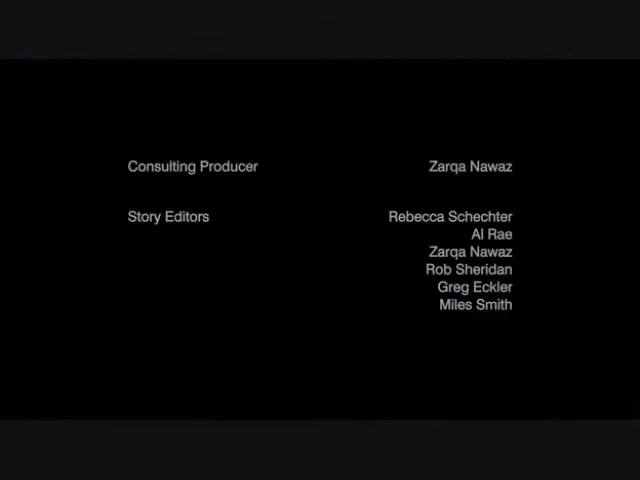 Consulting Producer Zarqa Nawaz
Story Editors Rebecca Schechter
Al Rae
Zarqa Nawaz
Rob Sheridan
Greg Eckler
Miles Smith